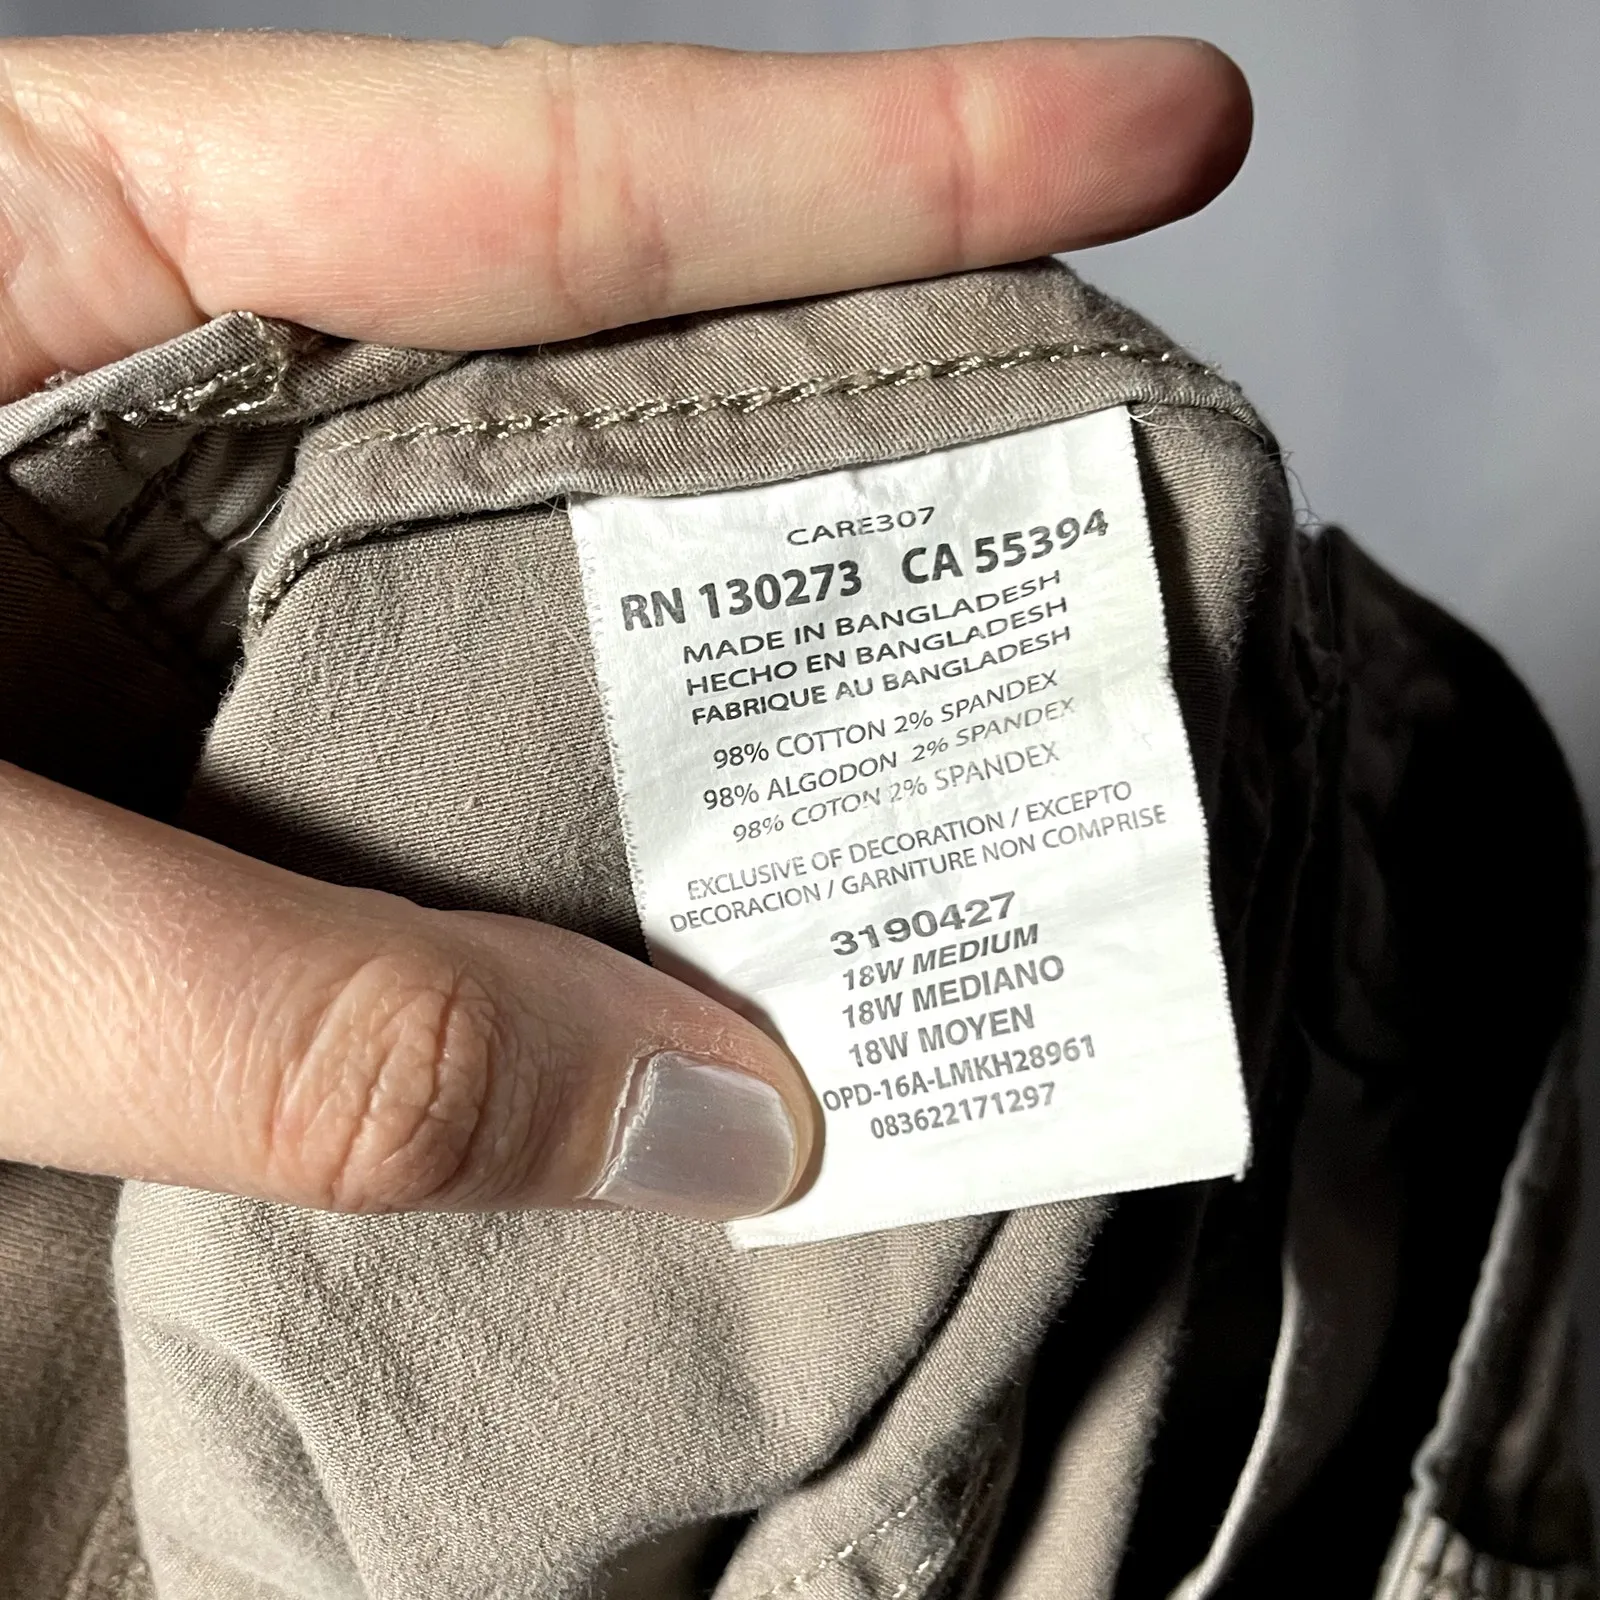 CARE307
RN 130273 CA 55394
MADE IN BANGLADESH
HECHO EN BANGLADESH
FABRIQUE AU BANGLADESH
98% COTTON 2% SPANDEX
98% ALGODON 2% SPANDEX
98% COTON 2% SPANDEX
EXCLUSIVE OF DECORATION / EXCEPTO
DECORACION / GARNITURE NON COMPRISE
3190427
18W MEDIUM
18W MEDIANO
18W MOYEN
OPD-16A-LMKH28961
083622171297